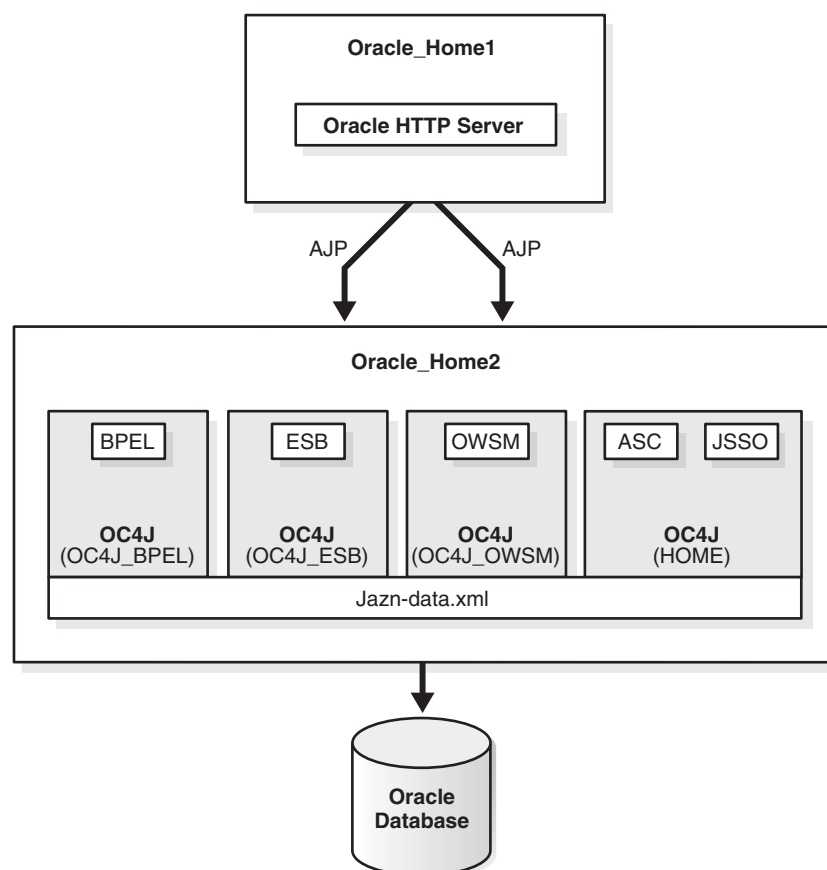 Oracle_Home1
Oracle HTTP Server
AJP
AJP
Oracle_Home2
BPEL
ESB
OWSM
ASC
JSSO
OC4J
(OC4J_BPEL)
OC4J
(OC4J_ESB)
OC4J
(OC4J_OWSM)
OC4J
(HOME)
Jazn-data.xml
Oracle
Database